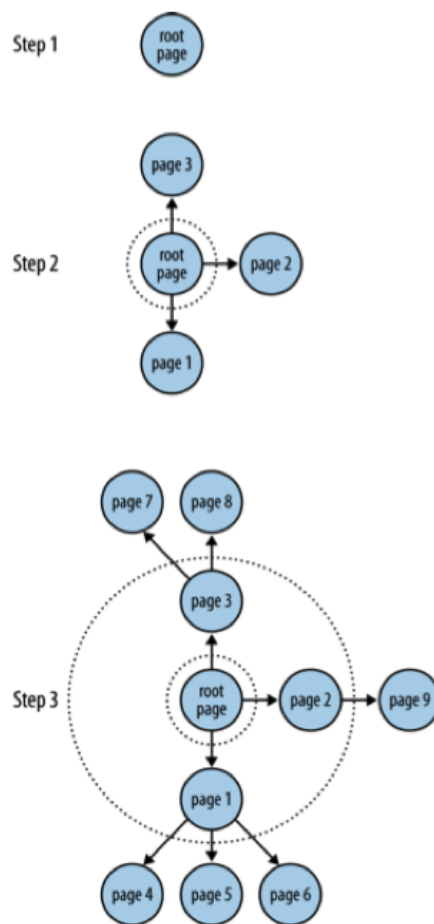 Step 1
root
page
page 3
Step 2
root
page
page 2
page 1
page 7
page 8
page 3
Step 3
root
page
page 2
page 9
page 1
page 4
page 5
page 6